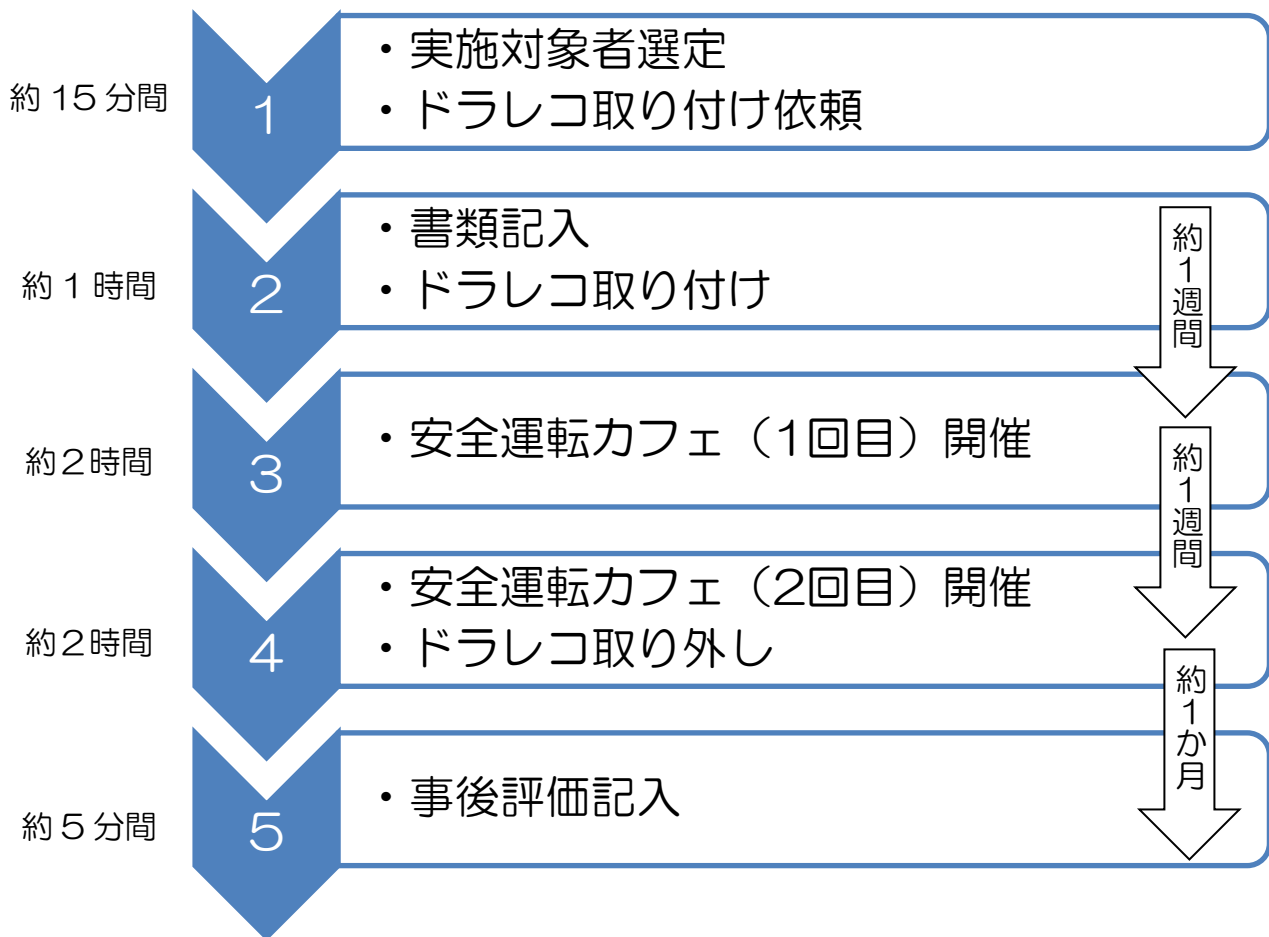 約15分間
1
・実施対象者選定
・ドラレコ取り付け依頼
約1時間
2
・書類記入
・ドラレコ取り付け
約1週間
約2時間
3
・安全運転カフェ（1回目）開催
約1週間
約2時間
4
・安全運転カフェ（2回目）開催
・ドラレコ取り外し
約1か月
約5分間
5
・事後評価記入